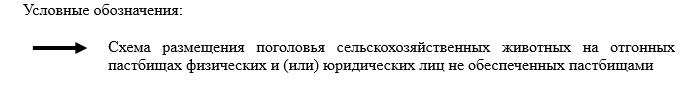 Условные обозначения:
Схема размещения поголовья сельскохозяйственных животных на отгонных
пастбищах физических и (или) юридических лиц не обеспеченных пастбищами